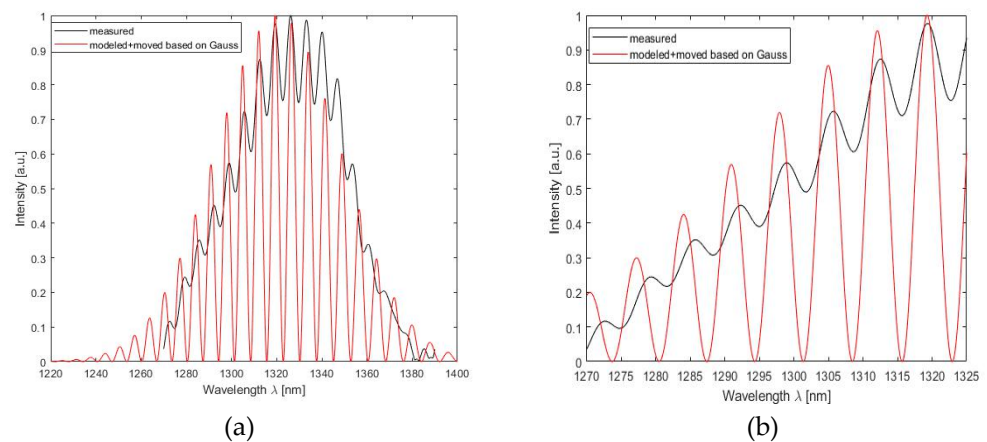 measured
modeled+moved based on Gauss
1
0.9
0.8
0.7
0.6
0.5
0.4
0.3
0.2
0.1
0
Intensity [a.u.]
1220 1240 1260 1280 1300 1320 1340 1360 1380 1400
Wavelength λ [nm]
(a)
measured
modeled+moved based on Gauss
1
0.9
0.8
0.7
0.6
0.5
0.4
0.3
0.2
0.1
0
Intensity [a.u.]
1270 1275 1280 1285 1290 1295 1300 1305 1310 1315 1320 1325
Wavelength λ [nm]
(b)